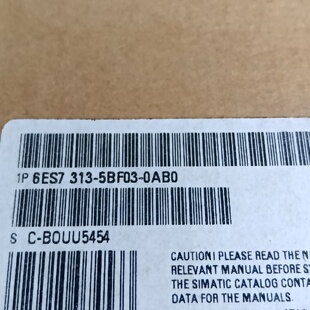 1P 6ES7 313-5BF03-0AB0
S C-BOUU5454
CAUTION! PLEASE READ THE
RELEVANT MANUAL BEFORE
THE SIMATIC CATALOG
DATA FOR THE MANUALS.